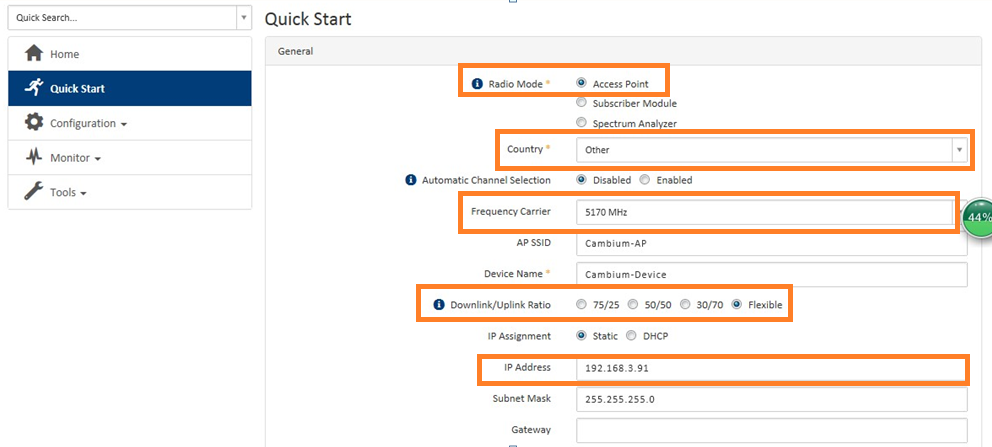 Quick Search...
Home
Quick Start
Configuration
Monitor
Tools
Quick Start
General
Radio Mode * Access Point
Subscriber Module
Spectrum Analyzer
Country * Other
Automatic Channel Selection Disabled Enabled
Frequency Carrier 5170 MHz
44%
AP SSID Cambium-AP
Device Name * Cambium-Device
Downlink/Uplink Ratio 75/25 50/50 30/70 Flexible
IP Assignment Static DHCP
IP Address 192.168.3.91
Subnet Mask 255.255.255.0
Gateway